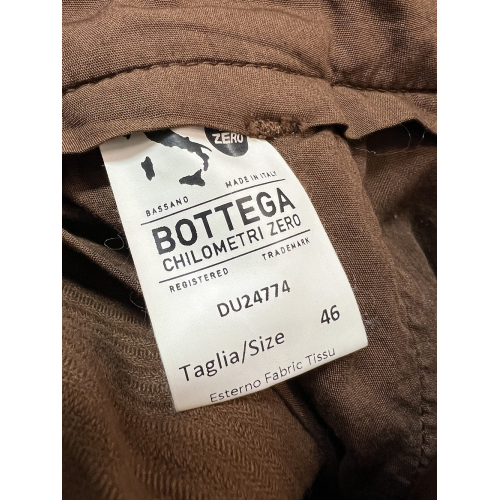 ZERO
BASSANO MADE IN ITALY
BOTTEGA
CHILOMETRI ZERO
REGISTERED TRADEMARK
DU24774
Taglia/Size 46
Esterno Fabric Tissu